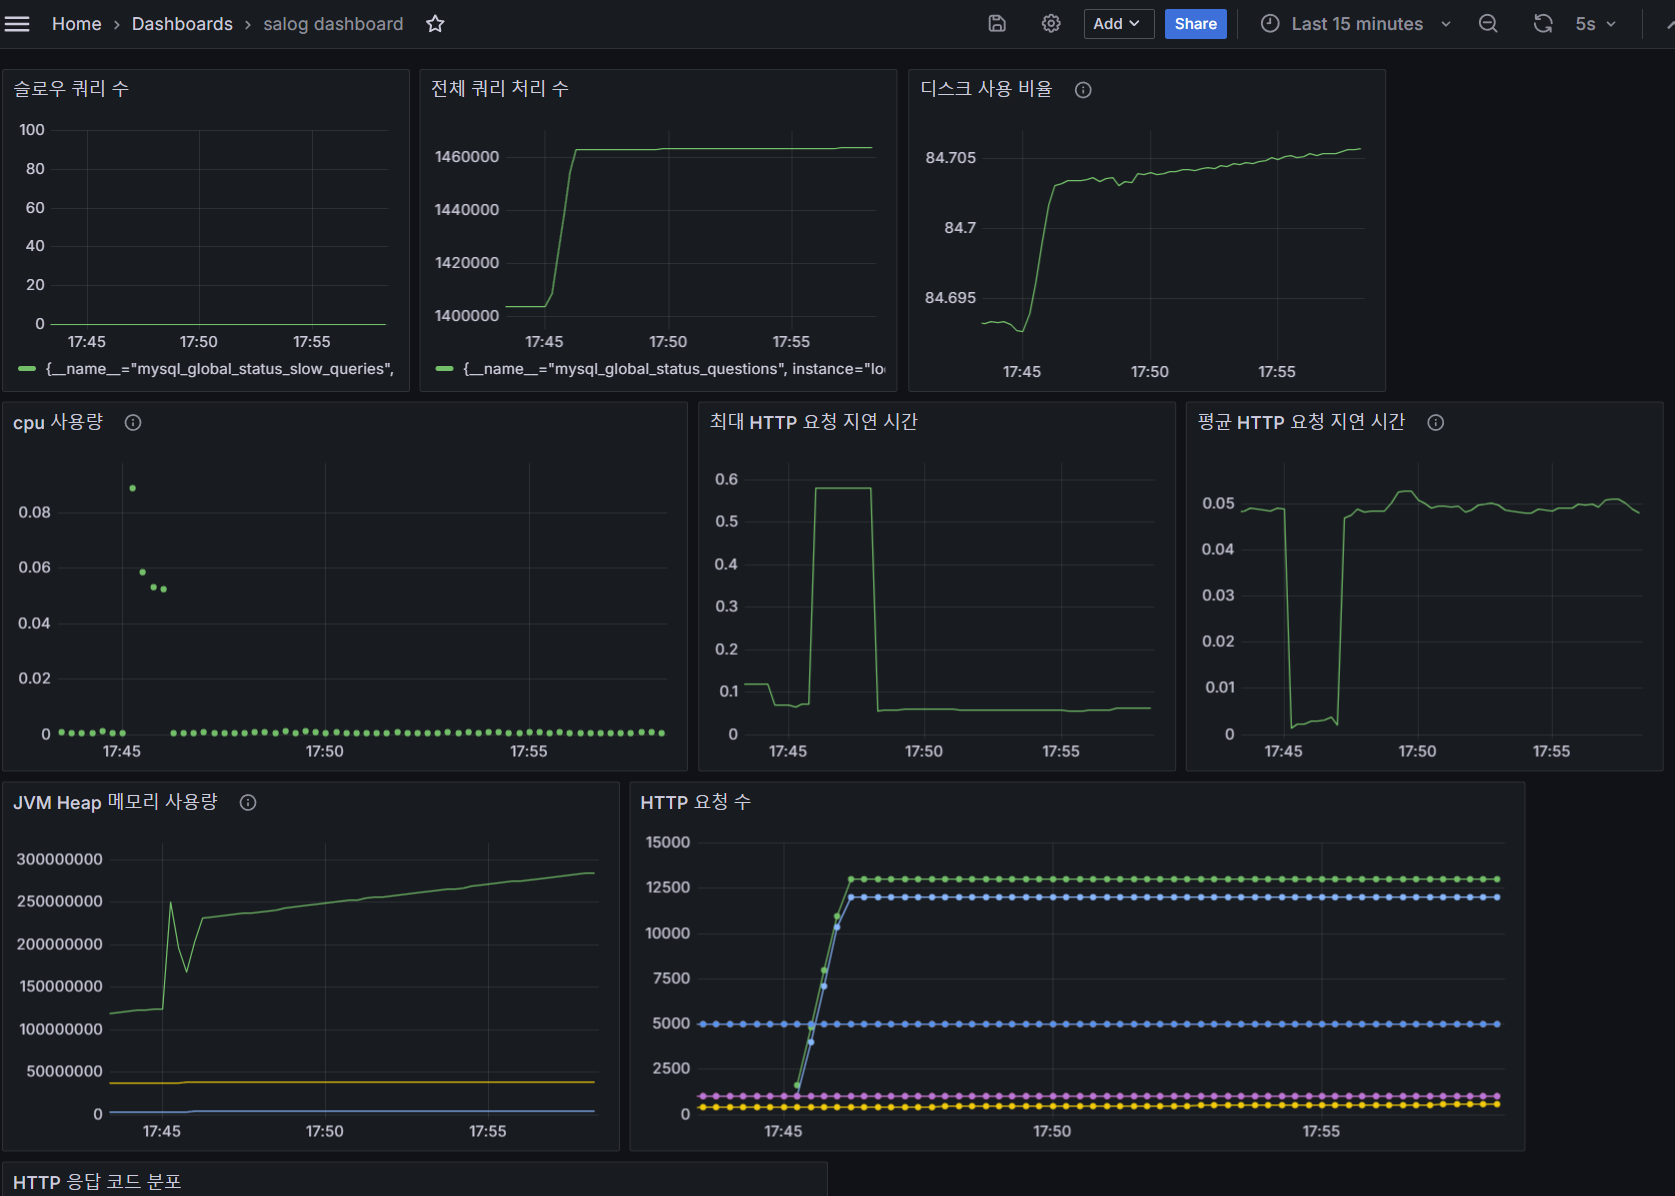 Home › Dashboards › salog dashboard
Add
Share
Last 15 minutes
5s
슬로우 쿼리 수
100
80
60
40
20
0
17:45 17:50 17:55
{__name__="mysql_global_status_slow_queries",
전체 쿼리 처리 수
1460000
1440000
1420000
1400000
17:45 17:50 17:55
{__name__="mysql_global_status_questions", instance="lo
디스크 사용 비율
84.705
84.7
84.695
17:45 17:50 17:55
cpu 사용량
0.08
0.06
0.04
0.02
0
17:45 17:50 17:55
최대 HTTP 요청 지연 시간
0.6
0.5
0.4
0.3
0.2
0.1
0
17:45 17:50 17:55
평균 HTTP 요청 지연 시간
0.05
0.04
0.03
0.02
0.01
0
17:45 17:50 17:55
JVM Heap 메모리 사용량
300000000
250000000
200000000
150000000
100000000
50000000
0
17:45 17:50 17:55
HTTP 요청 수
15000
12500
10000
7500
5000
2500
0
17:45 17:50 17:55
HTTP 응답 코드 분포